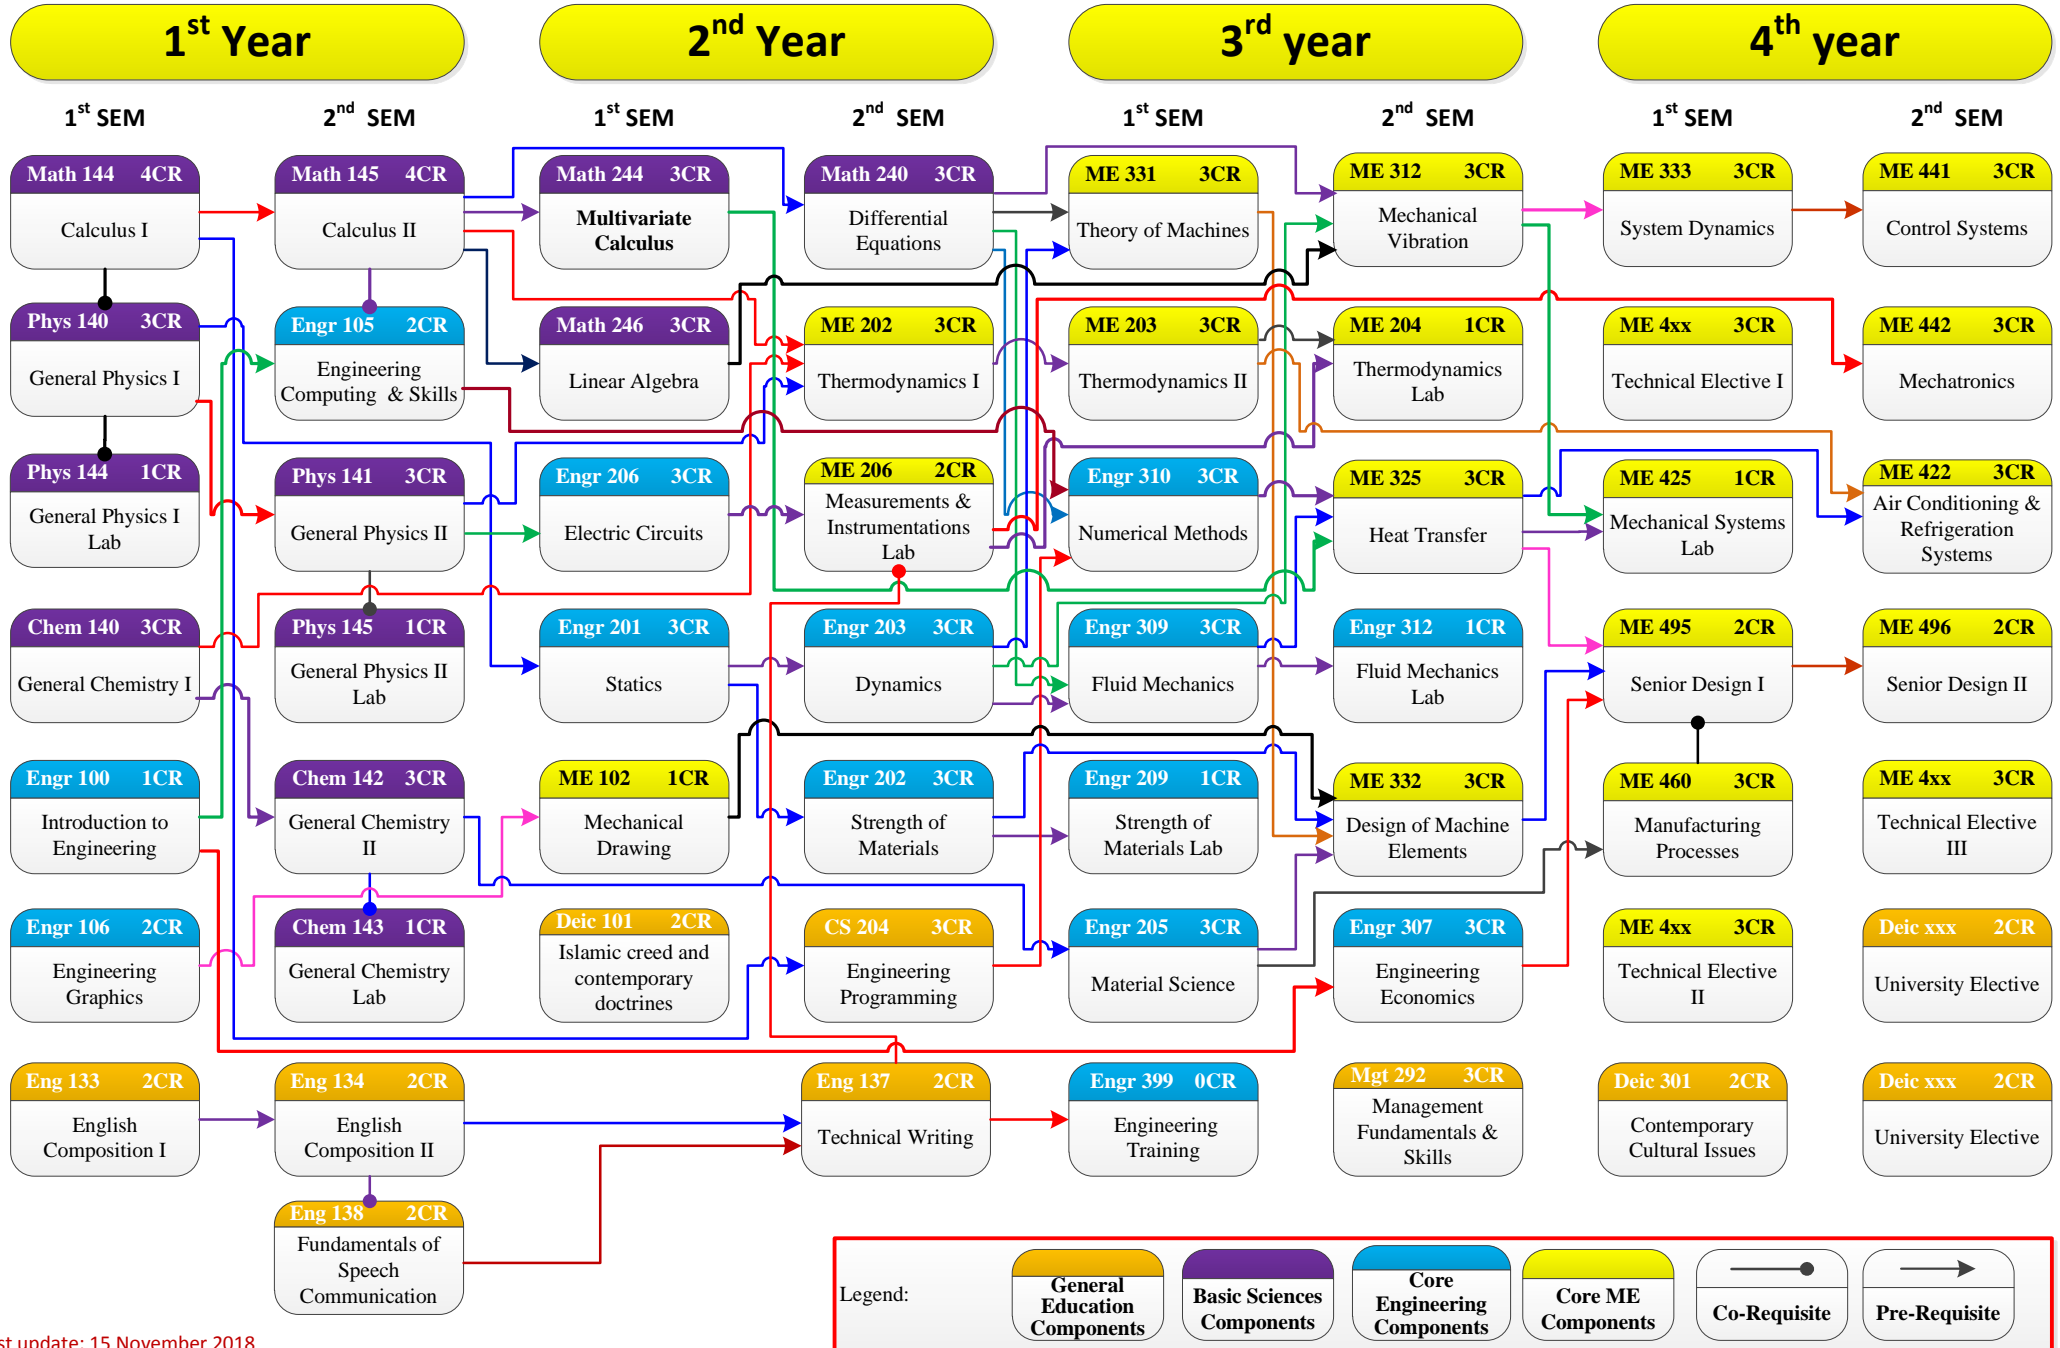 1st Year
2nd Year
3rd year
4th year
1st SEM
2nd SEM
1st SEM
2nd SEM
1st SEM
2nd SEM
1st SEM
2nd SEM
Math 144 4CR
Calculus I
Math 145 4CR
Calculus II
Math 244 3CR
Multivariate
Calculus
Math 240 3CR
Differential
Equations
ME 331 3CR
Theory of Machines
ME 312 3CR
Mechanical
Vibration
ME 333 3CR
System Dynamics
ME 441 3CR
Control Systems
Phys 140 3CR
General Physics I
Engr 105 2CR
Engineering
Computing & Skills
Math 246 3CR
Linear Algebra
ME 202 3CR
Thermodynamics I
ME 203 3CR
Thermodynamics II
ME 204 1CR
Thermodynamics
Lab
ME 4xx 3CR
Technical Elective I
ME 442 3CR
Mechatronics
Phys 144 1CR
General Physics I
Lab
Phys 141 3CR
General Physics II
Engr 206 3CR
Electric Circuits
ME 206 2CR
Measurements &
Instrumentations
Lab
Engr 310 3CR
Numerical Methods
ME 325 3CR
Heat Transfer
ME 425 1CR
Mechanical Systems
Lab
ME 422 3CR
Air Conditioning &
Refrigeration
Systems
Chem 140 3CR
General Chemistry I
Phys 145 1CR
General Physics II
Lab
Engr 201 3CR
Statics
Engr 203 3CR
Dynamics
Engr 309 3CR
Fluid Mechanics
Engr 312 1CR
Fluid Mechanics
Lab
ME 495 2CR
Senior Design I
ME 496 2CR
Senior Design II
Engr 100 1CR
Introduction to
Engineering
Chem 142 3CR
General Chemistry
II
ME 102 1CR
Mechanical
Drawing
Engr 202 3CR
Strength of
Materials
Engr 209 1CR
Strength of
Materials Lab
ME 332 3CR
Design of Machine
Elements
ME 460 3CR
Manufacturing
Processes
ME 4xx 3CR
Technical Elective
III
Engr 106 2CR
Engineering
Graphics
Chem 143 1CR
General Chemistry
Lab
Deic 101 2CR
Islamic creed and
contemporary
doctrines
CS 204 3CR
Engineering
Programming
Engr 205 3CR
Material Science
Engr 307 3CR
Engineering
Economics
ME 4xx 3CR
Technical Elective
II
Deic xxx 2CR
University Elective
Eng 133 2CR
English
Composition I
Eng 134 2CR
English
Composition II
Eng 137 2CR
Technical Writing
Engr 399 0CR
Engineering
Training
Mgt 292 3CR
Management
Fundamentals &
Skills
Deic 301 2CR
Contemporary
Cultural Issues
Deic xxx 2CR
University Elective
Eng 138 2CR
Fundamentals of
Speech
Communication
Legend:
General
Education
Components
Basic Sciences
Components
Core
Engineering
Components
Core ME
Components
Co-Requisite
Pre-Requisite
st update: 15 November 2018